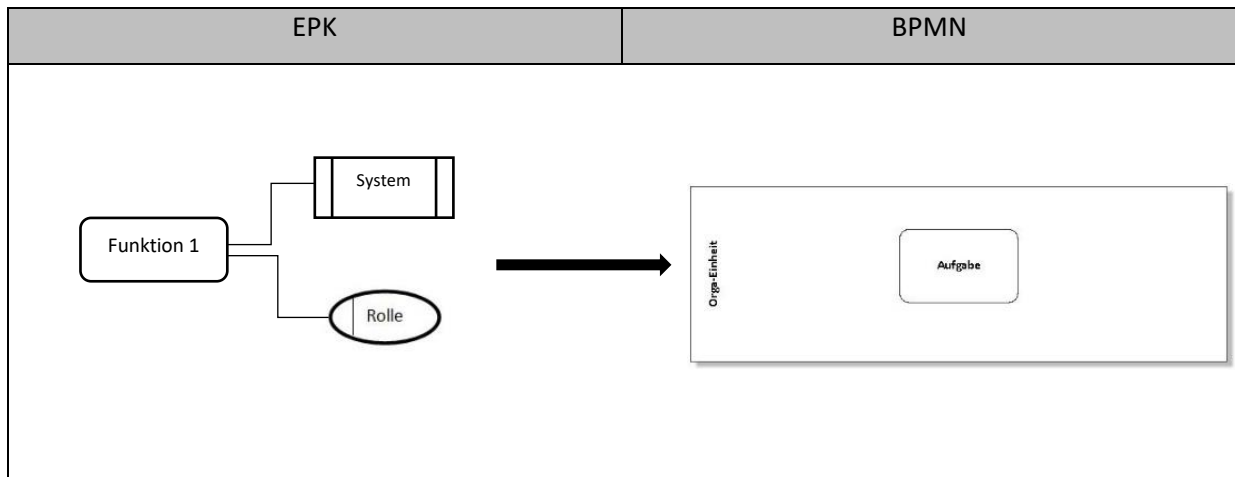 EPK
BPMN
System
Funktion 1
Rolle
Orga-Einheit
Aufgabe